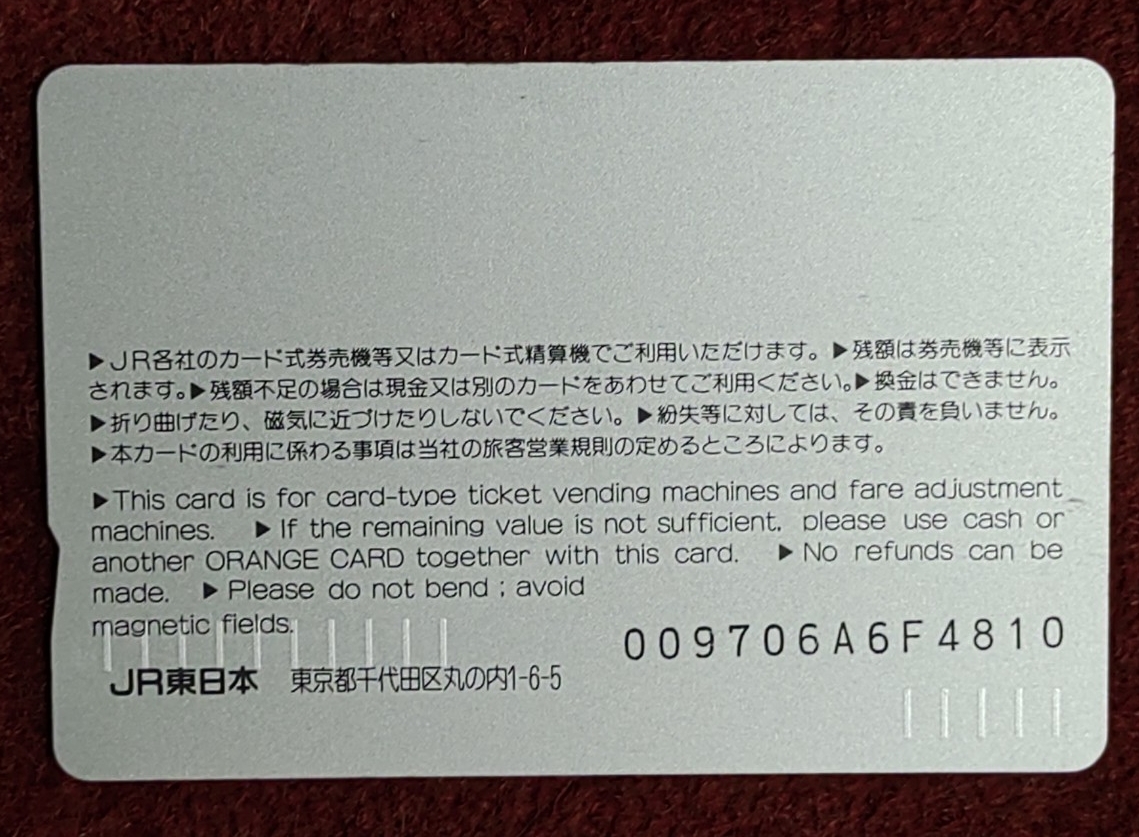 ▶JR各社のカード式券売機等又はカード式精算機でご利用いただけます。▶残額は券売機等に表示
されます。▶残額不足の場合は現金又は別のカードをあわせてご利用ください。▶換金はできません。
▶折り曲げたり、磁気に近づけたりしないでください。▶紛失等に対しては、その責を負いません。
▶本カードの利用に係わる事項は当社の旅客営業規則の定めるところによります。
▶This card is for card-type ticket vending machines and fare adjustment
machines. ▶If the remaining value is not sufficient. please use cash or
another ORANGE CARD together with this card. ▶No refunds can be
made. ▶Please do not bend ; avoid
magnetic fields.
009706A6F4810
JR東日本 東京都千代田区丸の内1-6-5